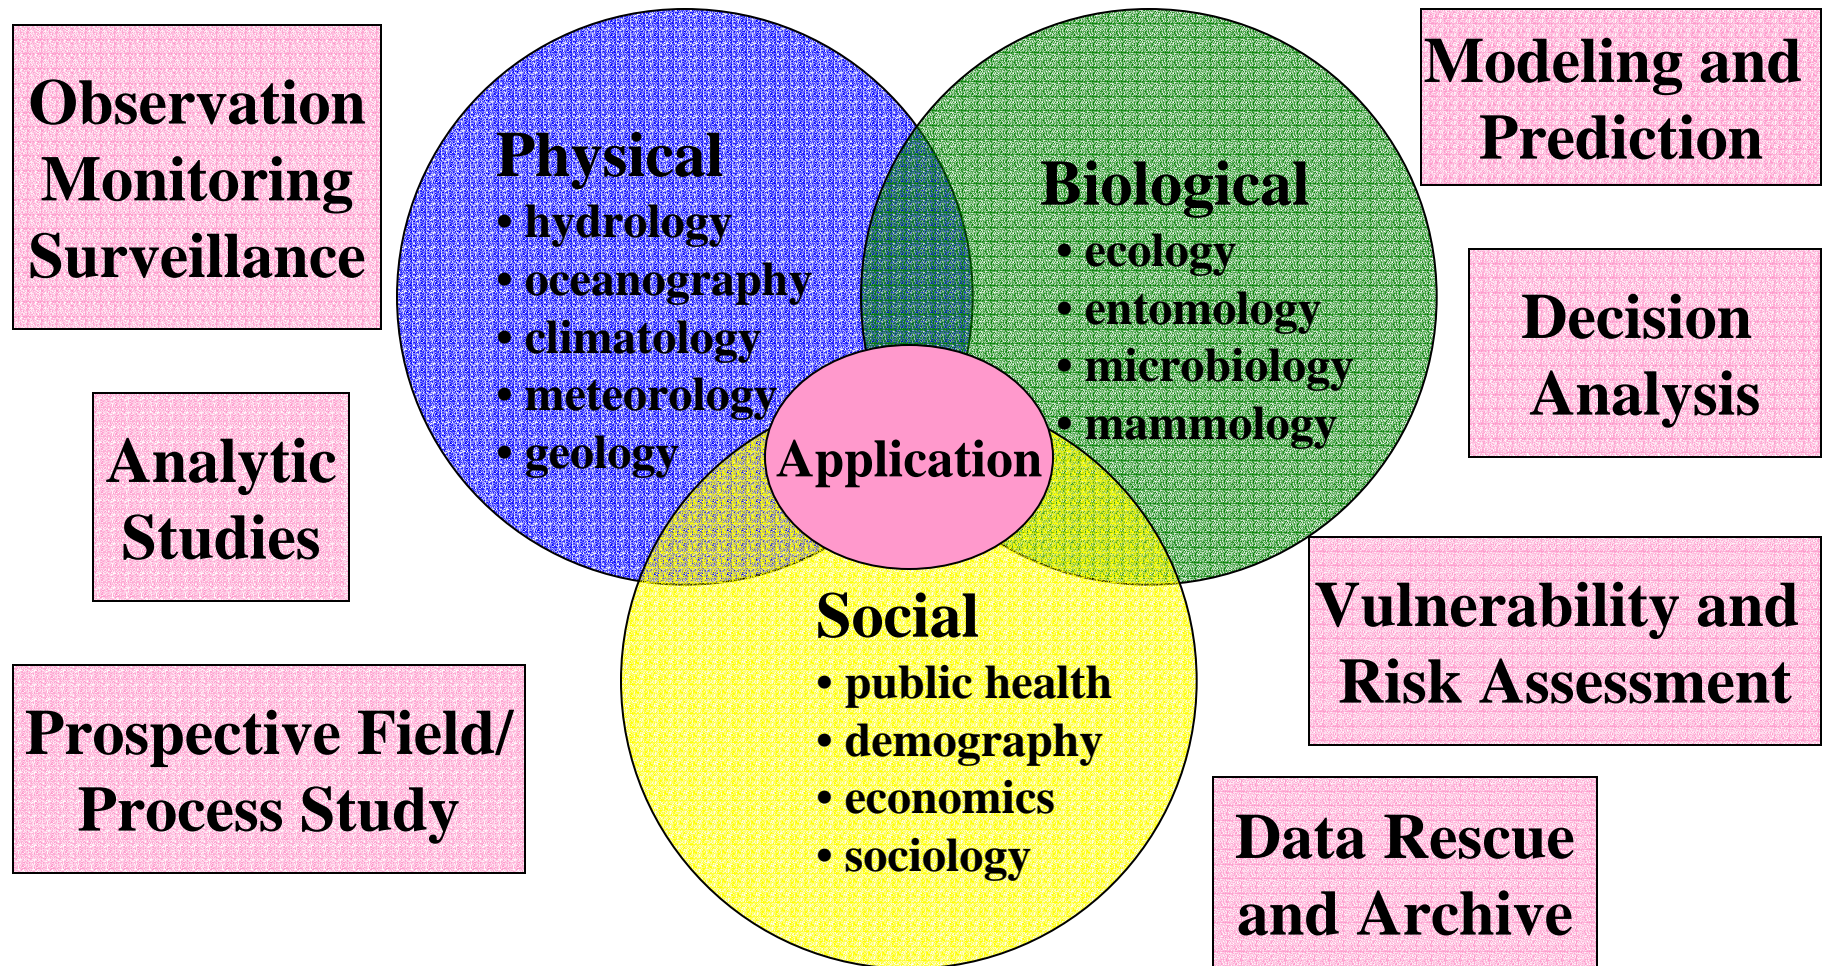 Observation
Monitoring
Surveillance
Analytic
Studies
Prospective Field/
Process Study
Physical
• hydrology
• oceanography
• climatology
• meteorology
• geology
Biological
• ecology
• entomology
• microbiology
• mammology
Application
Social
• public health
• demography
• economics
• sociology
Modeling and
Prediction
Decision
Analysis
Vulnerability and
Risk Assessment
Data Rescue
and Archive